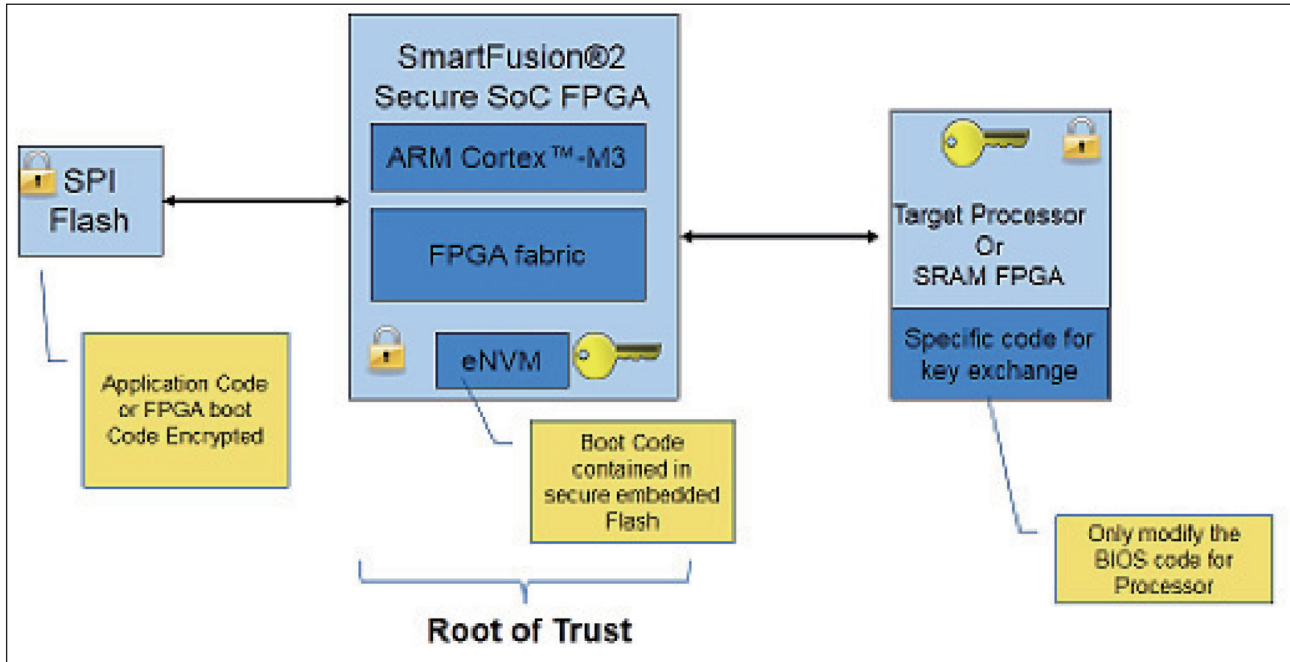 SmartFusion®2
Secure SoC FPGA
ARM Cortex™-M3
FPGA fabric
eNVM
SPI
Flash
Target Processor
Or
SRAM FPGA
Specific code for
key exchange
Application Code
or FPGA boot
Code Encrypted
Boot Code
contained in
secure embedded
Flash
Only modify the
BIOS code for
Processor
Root of Trust